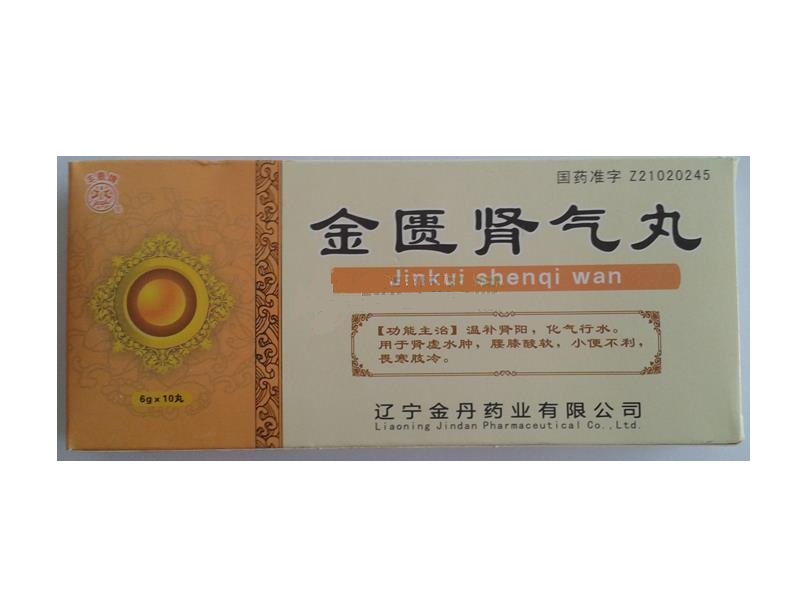 国药准字 Z21020245
金匮肾气丸
Jinkui shenqi wan
【功能主治】温补肾阳，化气行水。
用于肾虚水肿，腰膝酸软，小便不利，
畏寒肢冷。
6g×10丸
辽宁金丹药业有限公司
Liaoning Jindan Pharmaceutical Co.,Ltd.